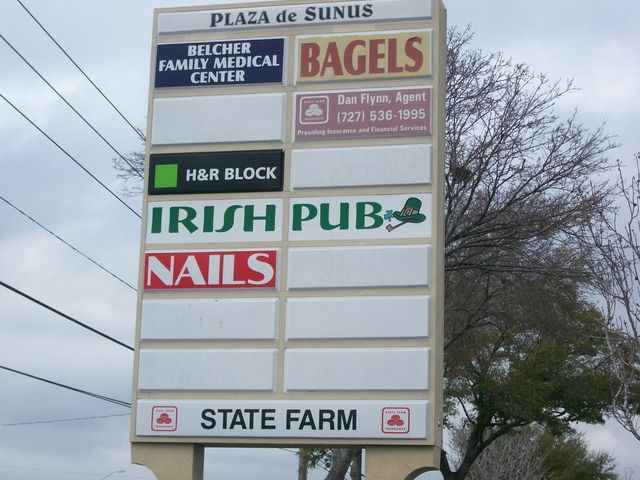 PLAZA de SUNUS
BELCHER
FAMILY MEDICAL
CENTER
BAGELS
Dan Flynn, Agent
(727) 536-1995
Providing Insurance and Financial Services
H&R BLOCK
IRISH PUB
NAILS
STATE FARM